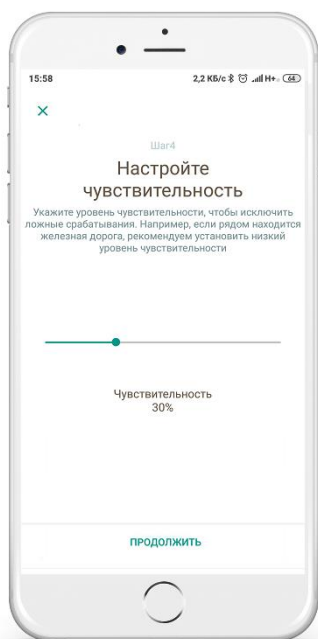 15:58 2,2 КБ/с H+ 64
Шаг4
Настройте
чувствительность
Укажите уровень чувствительности, чтобы исключить
ложные срабатывания. Например, если рядом находится
железная дорога, рекомендуем установить низкий
уровень чувствительности
Чувствительность
30%
ПРОДОЛЖИТЬ